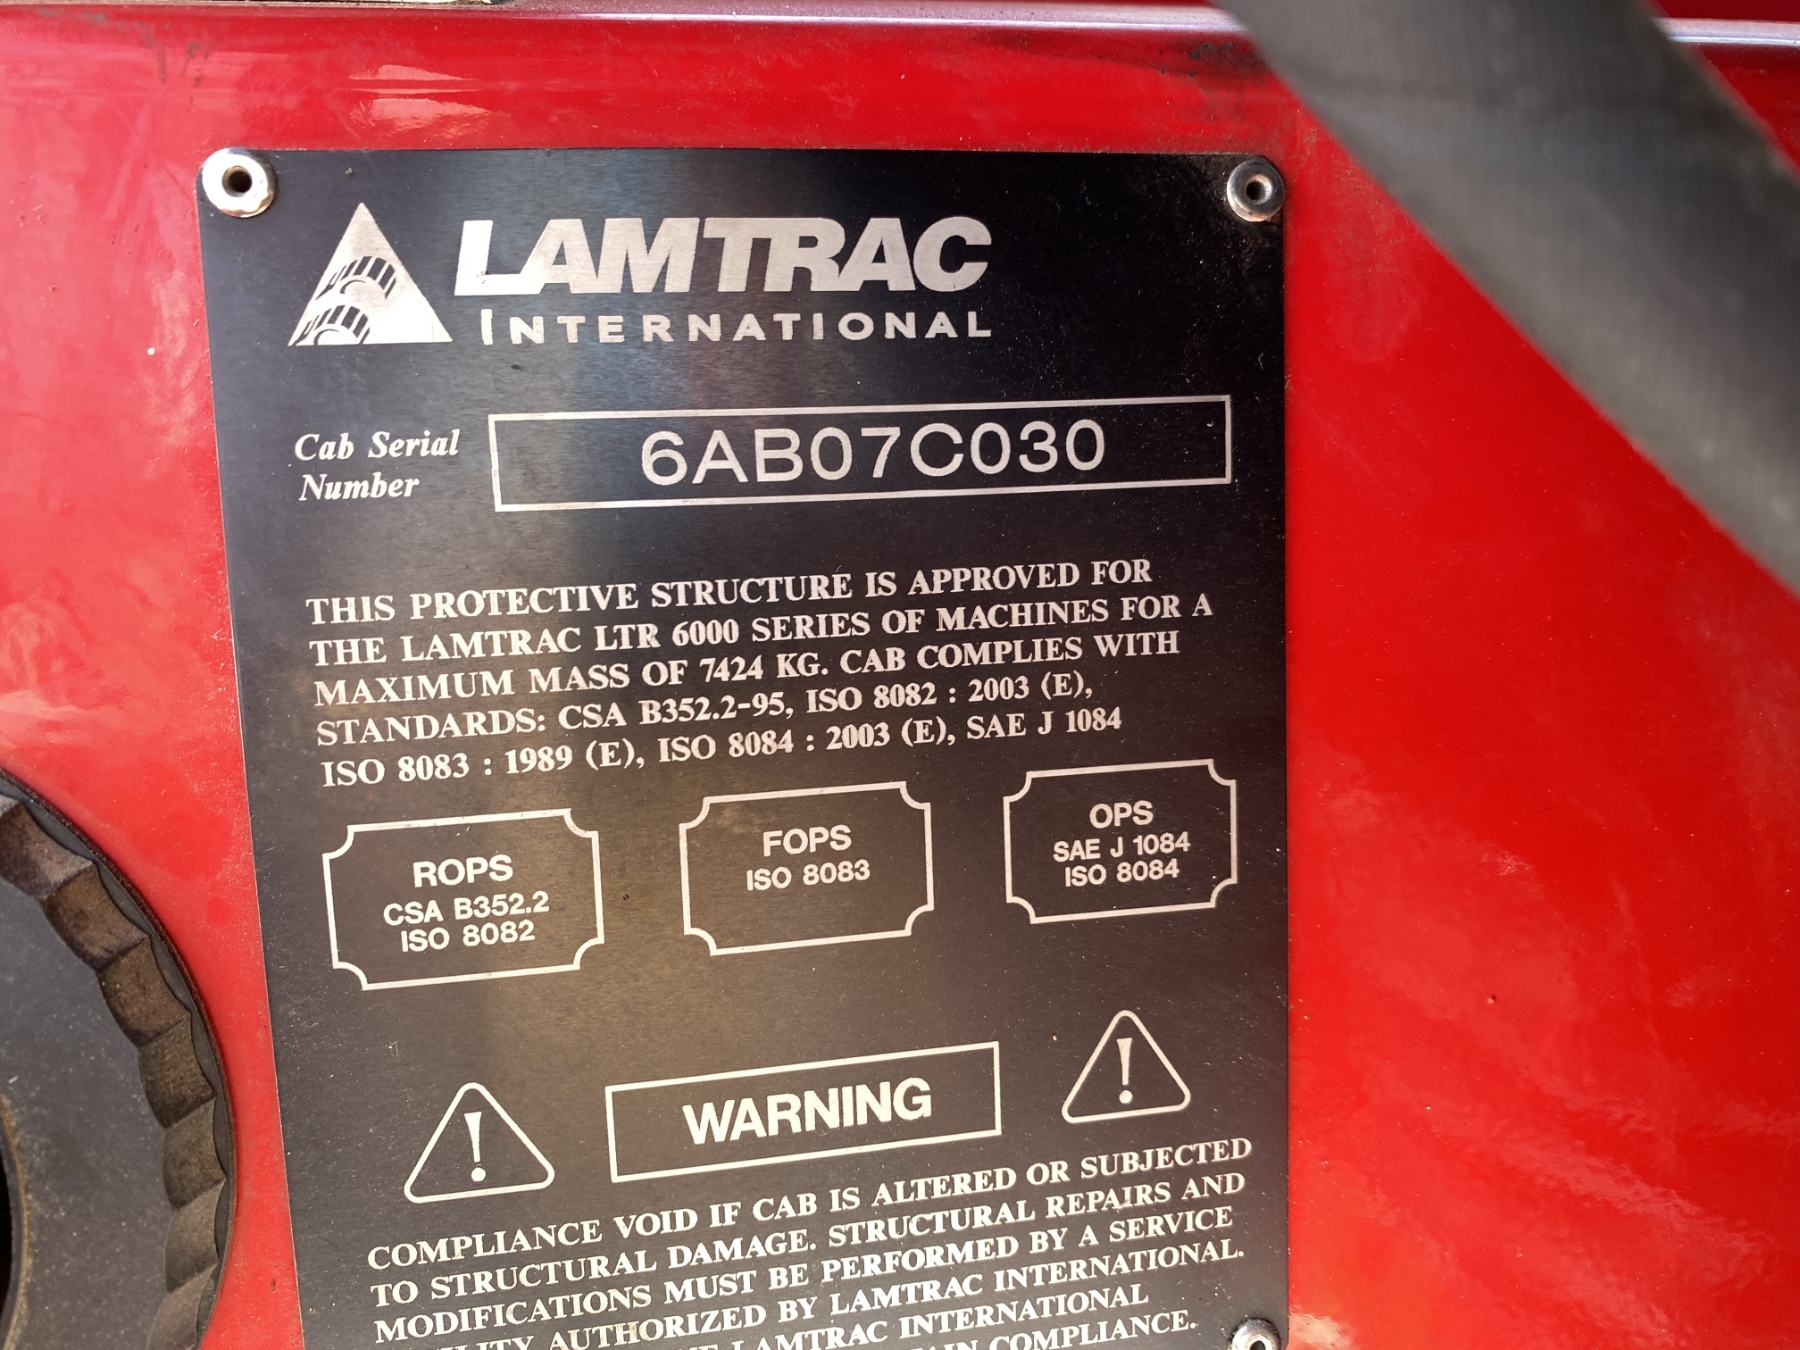 LAMTRAC
INTERNATIONAL
Cab Serial
Number
6AB07C030
THIS PROTECTIVE STRUCTURE IS APPROVED FOR
THE LAMTRAC LTR 6000 SERIES OF MACHINES FOR A
MAXIMUM MASS OF 7424 KG. CAB COMPLIES WITH
STANDARDS: CSA B352.2-95, ISO 8082 : 2003 (E),
ISO 8083 : 1989 (E), ISO 8084 : 2003 (E), SAE J 1084
ROPS
CSA B352.2
ISO 8082
FOPS
ISO 8083
OPS
SAE J 1084
ISO 8084
WARNING
COMPLIANCE VOID IF CAB IS ALTERED OR SUBJECTED
TO STRUCTURAL DAMAGE. STRUCTURAL REPAIRS AND
MODIFICATIONS MUST BE PERFORMED BY A SERVICE
AUTHORIZED BY LAMTRAC INTERNATIONAL.
LAMTRAC INTERNATIONAL
COMPLIANCE.